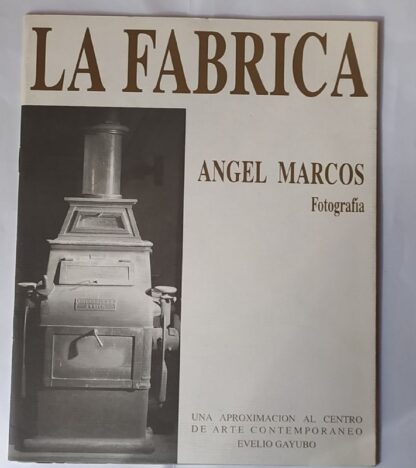 LA FABRICA
ANGEL MARCOS
Fotografía
UNA APROXIMACION AL CENTRO
DE ARTE CONTEMPORANEO
EVELIO GAYUBO